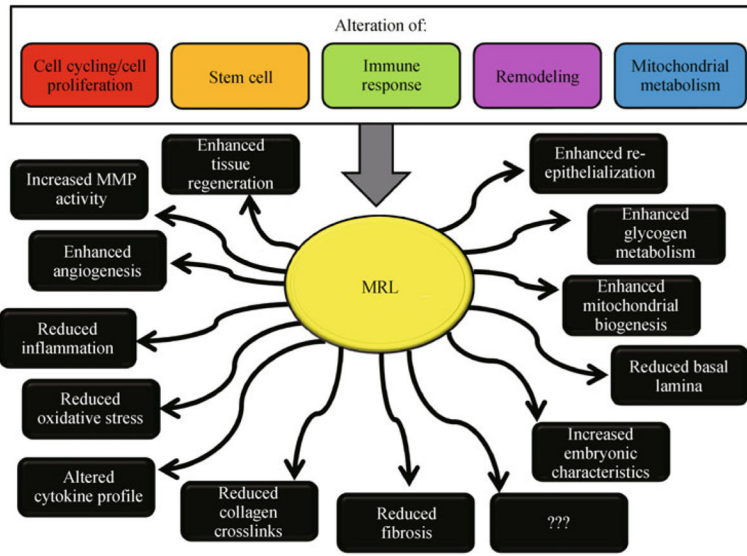 Alteration of:
Cell cycling/cell
proliferation
Stem cell
Immune
response
Remodeling
Mitochondrial
metabolism
Enhanced
tissue
regeneration
Enhanced re-
epithelialization
Increased MMP
activity
Enhanced
glycogen
metabolism
Enhanced
angiogenesis
MRL
Enhanced
mitochondrial
biogenesis
Reduced
inflammation
Reduced basal
lamina
Reduced
oxidative stress
Increased
embryonic
characteristics
Altered
cytokine profile
Reduced
collagen
crosslinks
Reduced
fibrosis
???